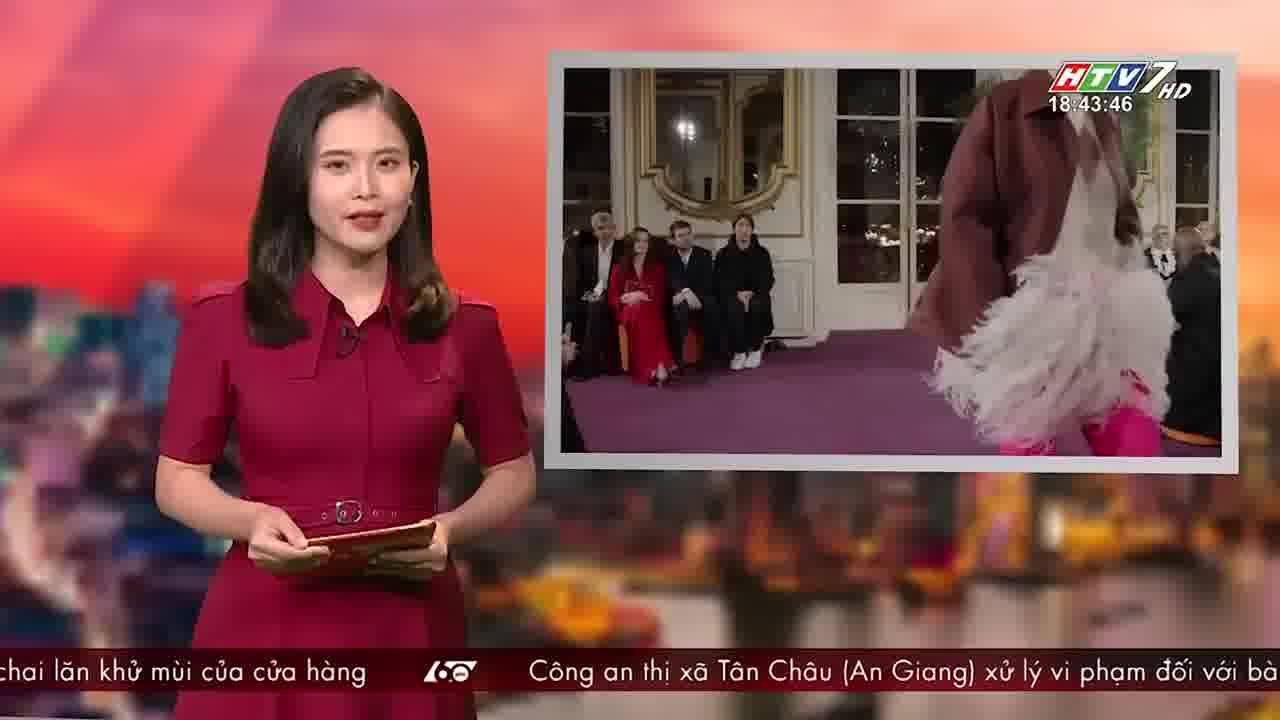 HTV7 HD
18:43:46
chai lăn khử mùi của cửa hàng 60 Công an thị xã Tân Châu (An Giang) xử lý vi phạm đối với bà